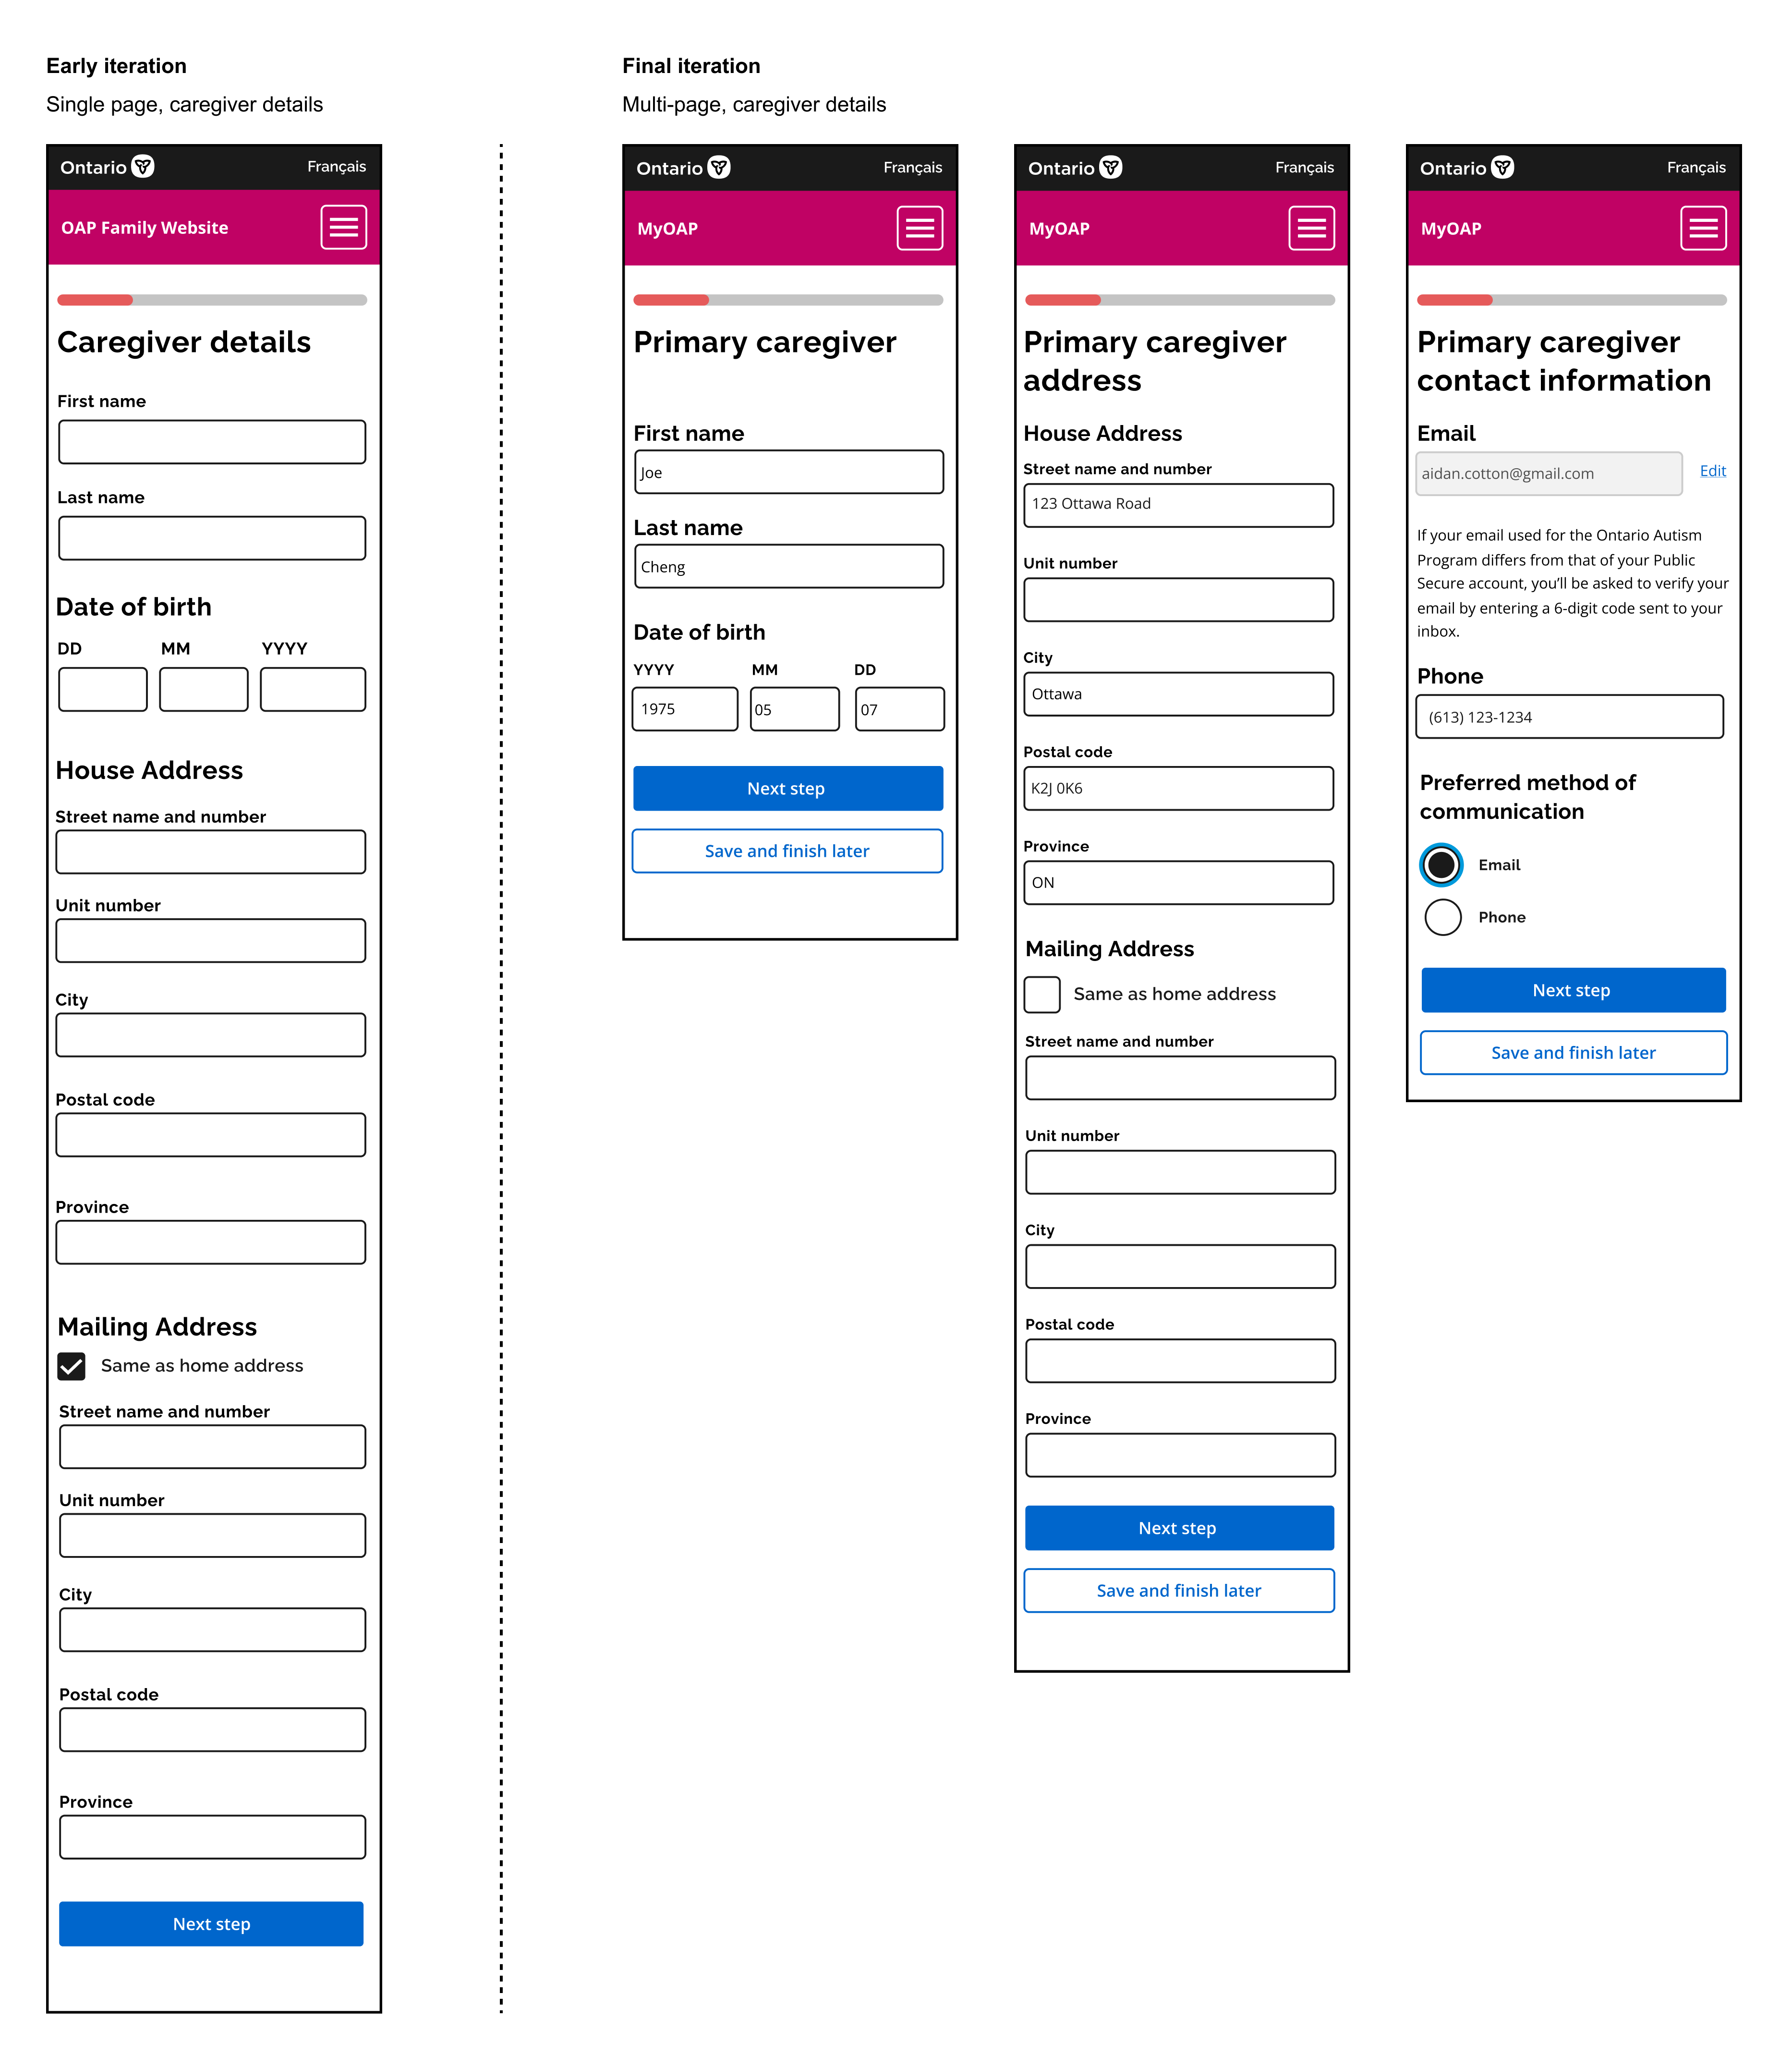 Early iteration
Single page, caregiver details
Ontario
Français
OAP Family Website
Caregiver details
First name
Last name
Date of birth
DD MM YYYY
House Address
Street name and number
Unit number
City
Postal code
Province
Mailing Address
Same as home address
Street name and number
Unit number
City
Postal code
Province
Next step
Final iteration
Multi-page, caregiver details
Ontario
Français
MyOAP
Primary caregiver
First name
Joe
Last name
Cheng
Date of birth
YYYY MM DD
1975 05 07
Next step
Save and finish later
Ontario
Français
MyOAP
Primary caregiver
address
House Address
Street name and number
123 Ottawa Road
Unit number
City
Ottawa
Postal code
K2J 0K6
Province
ON
Mailing Address
Same as home address
Street name and number
Unit number
City
Postal code
Province
Next step
Save and finish later
Ontario
Français
MyOAP
Primary caregiver
contact information
Email
aidan.cotton@gmail.com Edit
If your email used for the Ontario Autism
Program differs from that of your Public
Secure account, you'll be asked to verify your
email by entering a 6-digit code sent to your
inbox.
Phone
(613) 123-1234
Preferred method of
communication
Email
Phone
Next step
Save and finish later